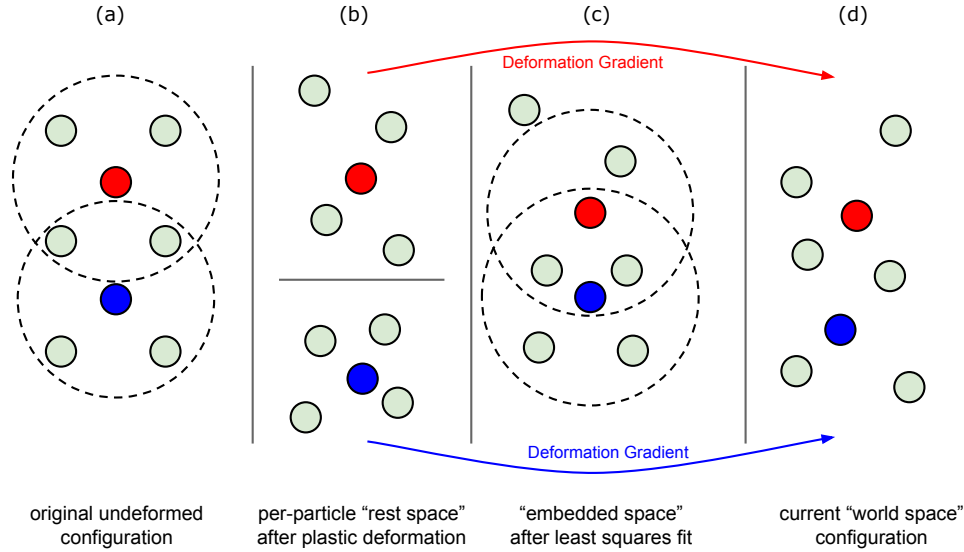 (a)
(b)
(c)
(d)
Deformation Gradient
Deformation Gradient
original undeformed
configuration
per-particle “rest space”
after plastic deformation
“embedded space”
after least squares fit
current “world space”
configuration